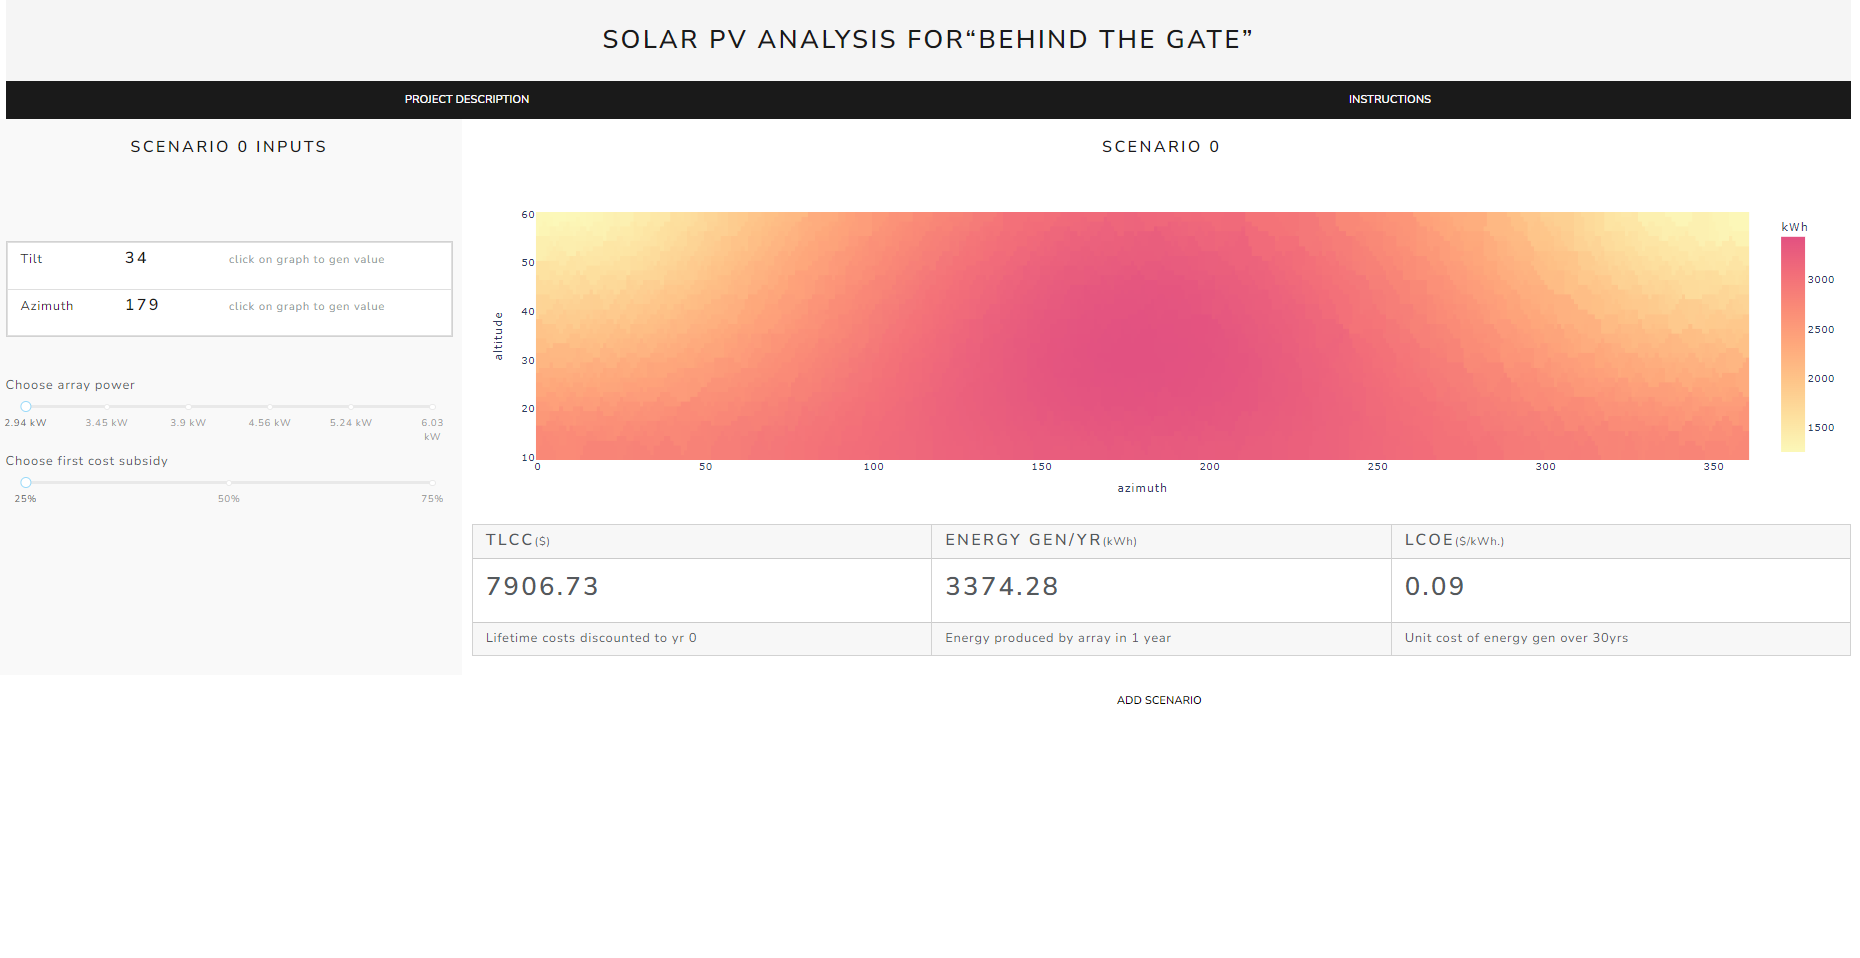 SOLAR PV ANALYSIS FOR“BEHIND THE GATE”
PROJECT DESCRIPTION
INSTRUCTIONS
SCENARIO 0 INPUTS
Tilt 34 click on graph to gen value
Azimuth 179 click on graph to gen value
Choose array power
2.94 kW 3.45 kW 3.9 kW 4.56 kW 5.24 kW 6.03
kW
Choose first cost subsidy
25% 50% 75%
SCENARIO 0
60
50
40
30
20
10
altitude
0 50 100 150 200 250 300 350
azimuth
kWh
3000
2500
2000
1500
TLCC($) ENERGY GEN/YR(kWh) LCOE($/kWh.)
7906.73 3374.28 0.09
Lifetime costs discounted to yr 0 Energy produced by array in 1 year Unit cost of energy gen over 30yrs
ADD SCENARIO